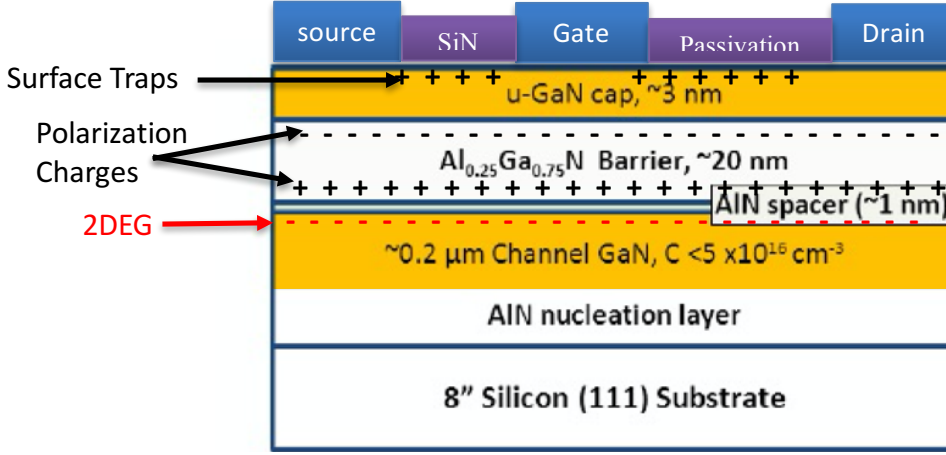 source SiN Gate Passivation Drain
Surface Traps
+ + + + + + + + + + +
u-GaN cap, ~3 nm
Polarization
Charges
Al₀.₂₅Ga₀.₇₅N Barrier, ~20 nm
AlN spacer (~1 nm)
2DEG
~0.2 μm Channel GaN, C <5 x10¹⁶ cm⁻³
AlN nucleation layer
8” Silicon (111) Substrate